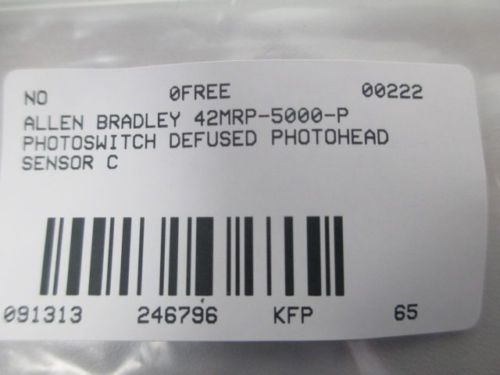 NO 0FREE 00222
ALLEN BRADLEY 42MRP-5000-P
PHOTOSWITCH DEFUSED PHOTOHEAD
SENSOR C
091313 246796 KFP 65